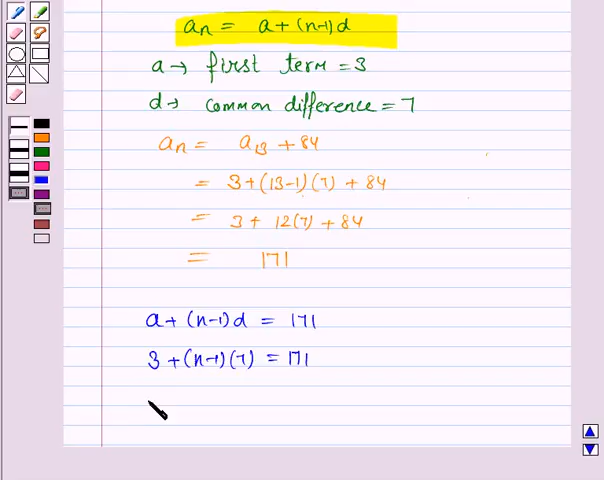 an = a + (n-1) d
a → first term = 3
d → common difference = 7
an = a13 + 84
= 3 + (13-1) (7) + 84
= 3 + 12(7) + 84
= 171
a + (n-1) d = 171
3 + (n-1) (7) = 171